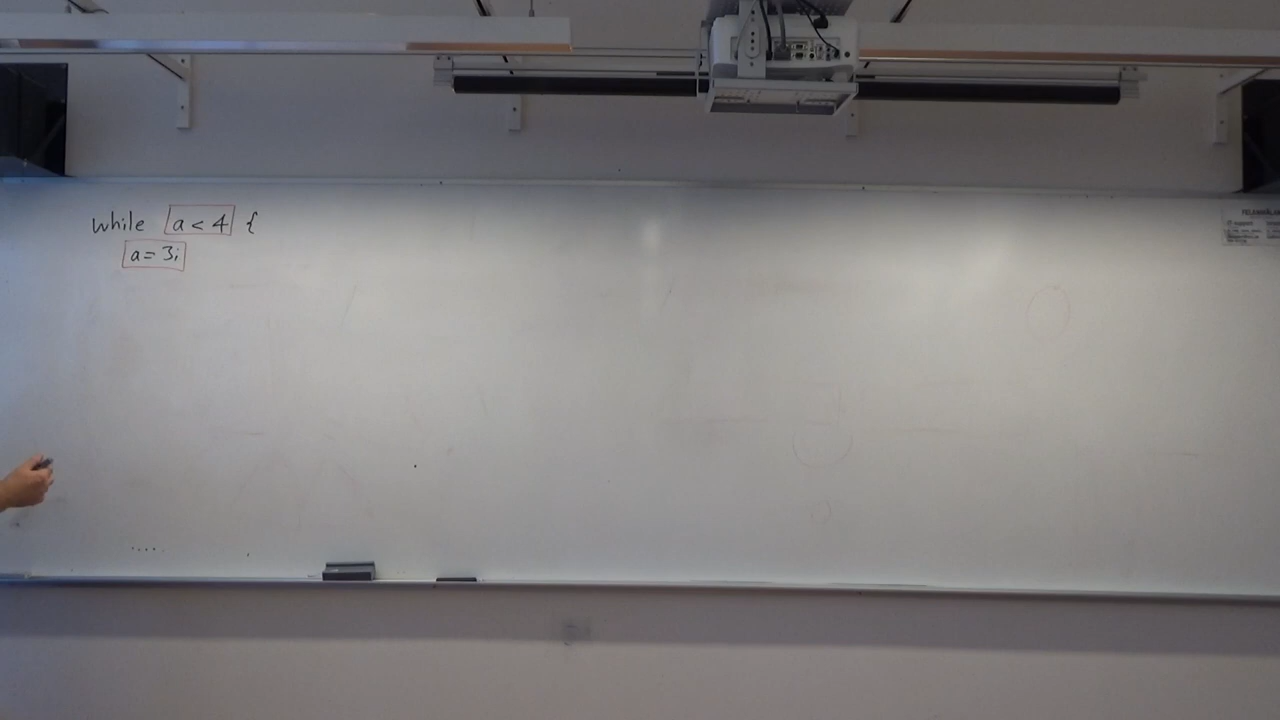 while a < 4 {
a = 3;
....